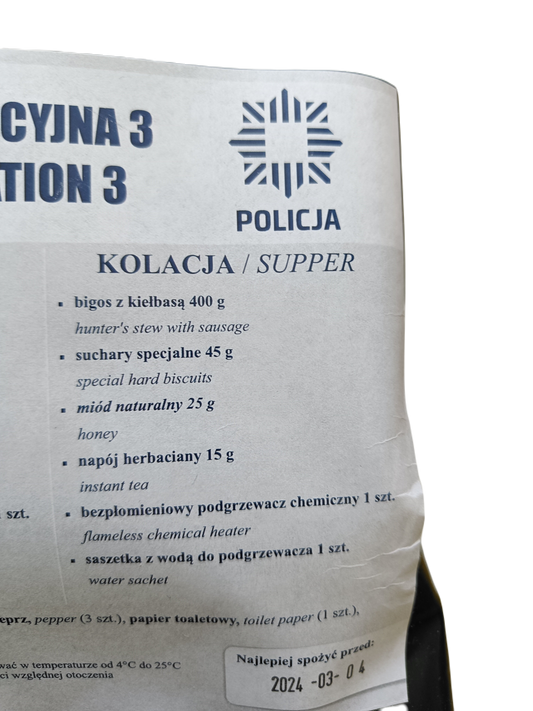 CYJNA 3
TION 3
POLICJA
KOLACJA / SUPPER
▪ bigos z kiełbasą 400 g
hunter's stew with sausage
▪ suchary specjalne 45 g
special hard biscuits
▪ miód naturalny 25 g
honey
▪ napój herbaciany 15 g
instant tea
szt.
▪ bezpłomieniowy podgrzewacz chemiczny 1 szt.
flameless chemical heater
▪ saszetka z wodą do podgrzewacza 1 szt.
water sachet
eprz, pepper (3 szt.), papier toaletowy, toilet paper (1 szt.),
wać w temperaturze od 4°C do 25°C
ci względnej otoczenia
Najlepiej spożyć przed:
2024 -03- 0 4